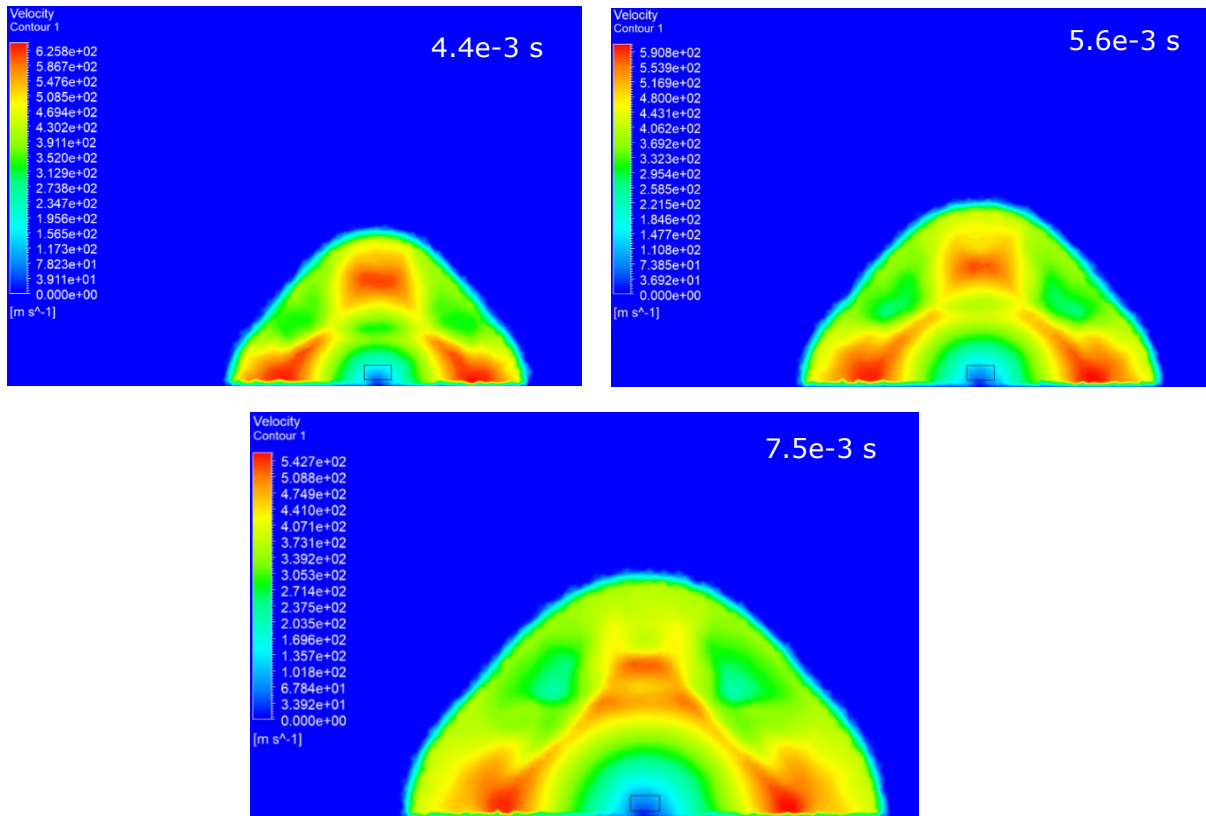 Velocity
Contour 1
4.4e-3 s
6.258e+02
5.867e+02
5.476e+02
5.085e+02
4.694e+02
4.302e+02
3.911e+02
3.520e+02
3.129e+02
2.738e+02
2.347e+02
1.956e+02
1.565e+02
1.173e+02
7.823e+01
3.911e+01
0.000e+00
[m s^-1]
Velocity
Contour 1
5.6e-3 s
5.908e+02
5.539e+02
5.169e+02
4.800e+02
4.431e+02
4.062e+02
3.692e+02
3.323e+02
2.954e+02
2.585e+02
2.215e+02
1.846e+02
1.477e+02
1.108e+02
7.385e+01
3.692e+01
0.000e+00
[m s^-1]
Velocity
Contour 1
7.5e-3 s
5.427e+02
5.088e+02
4.749e+02
4.410e+02
4.071e+02
3.731e+02
3.392e+02
3.053e+02
2.714e+02
2.375e+02
2.035e+02
1.696e+02
1.357e+02
1.018e+02
6.784e+01
3.392e+01
0.000e+00
[m s^-1]